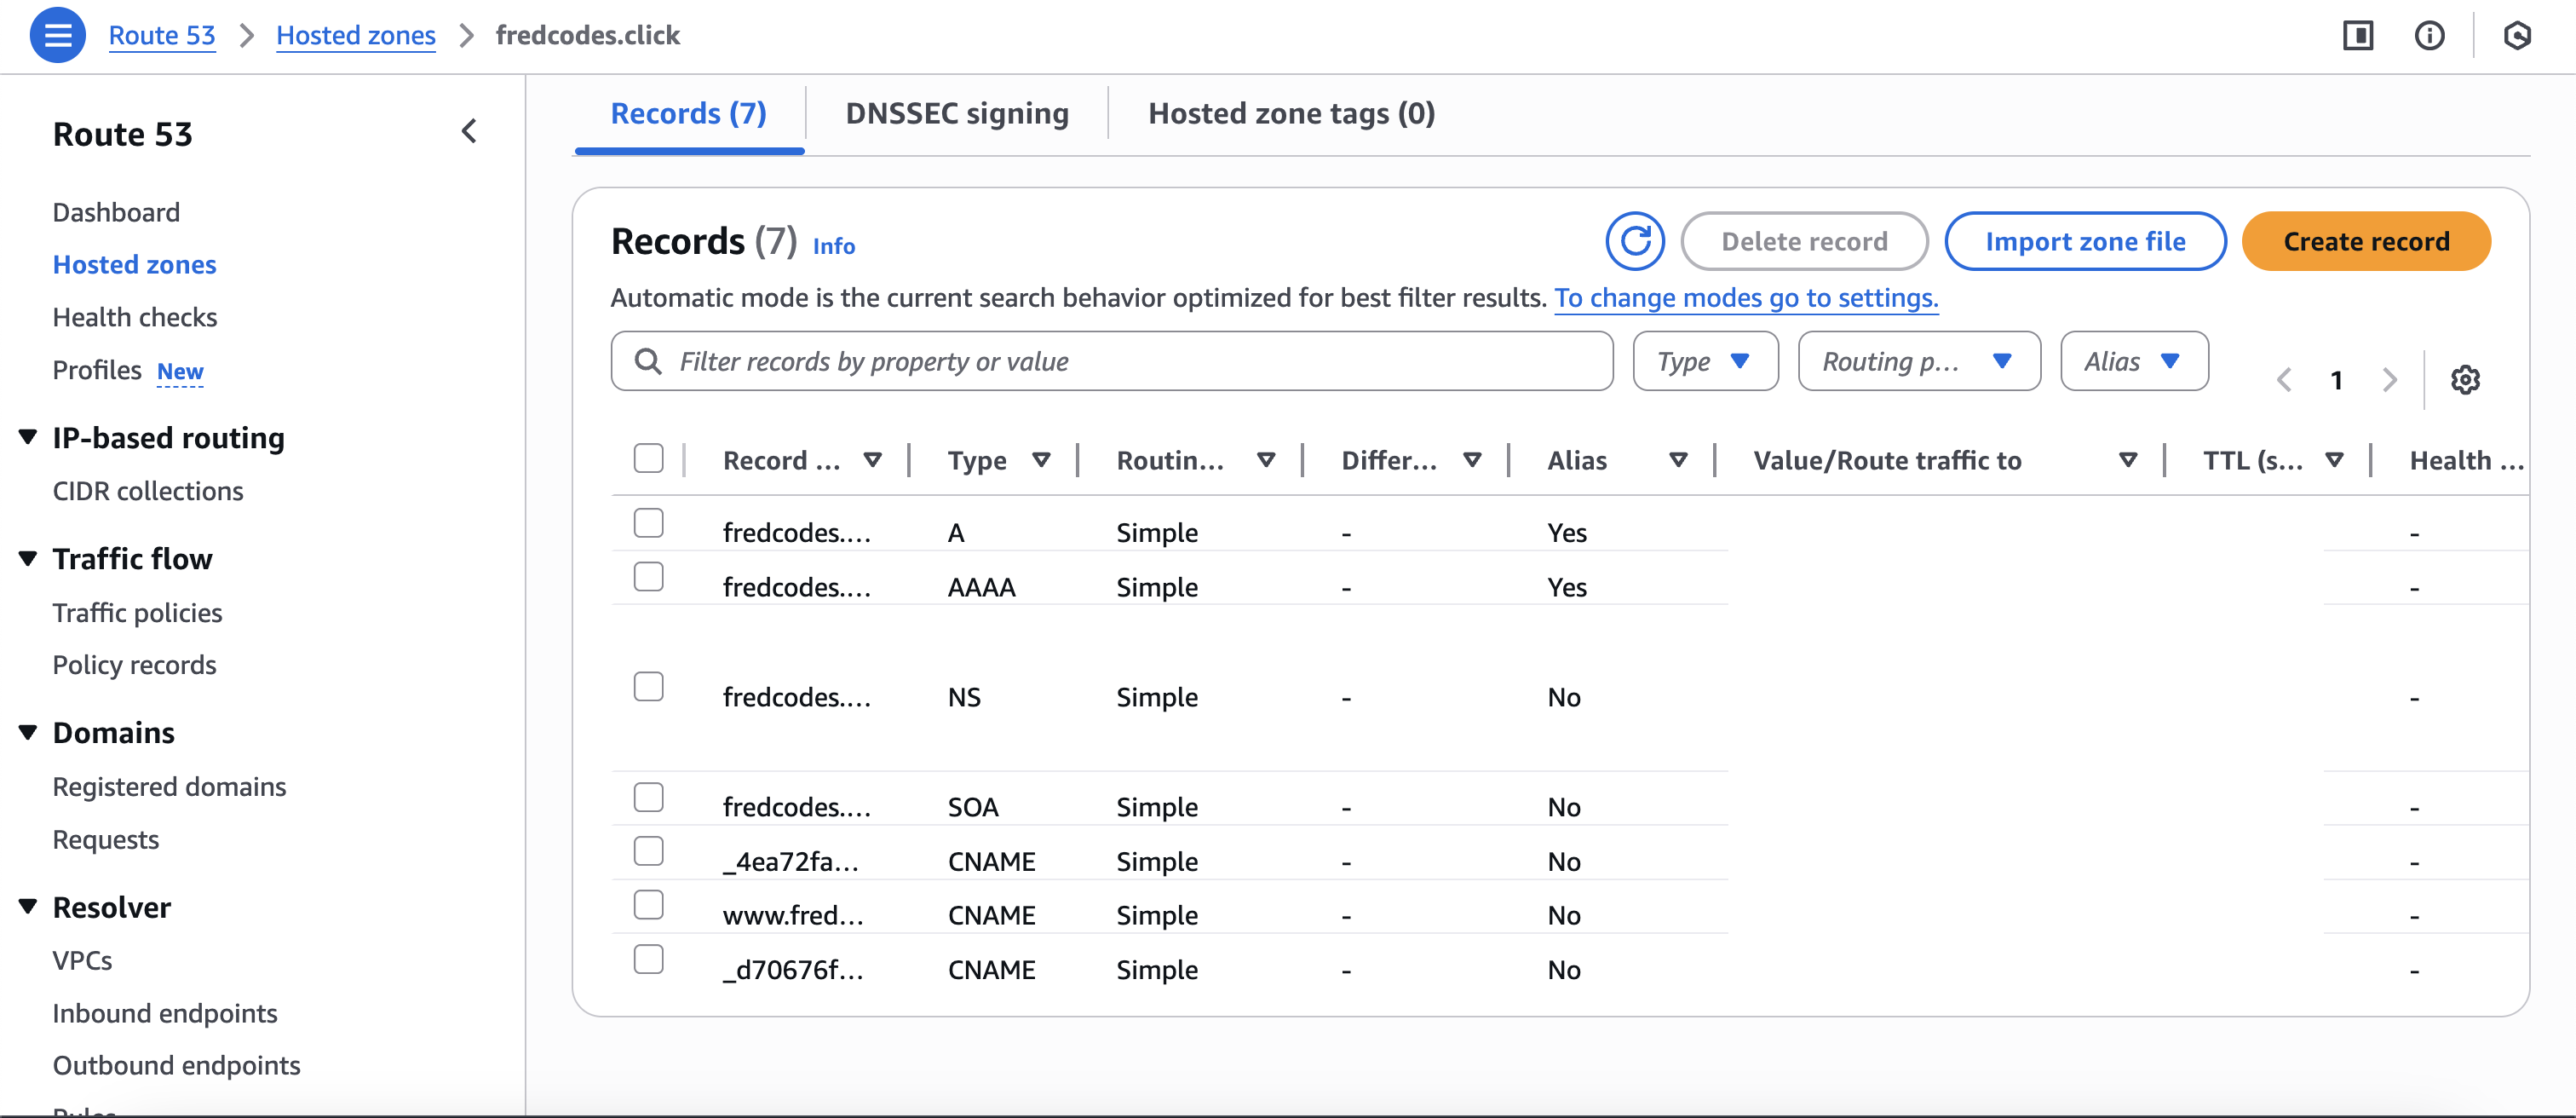 Route 53 > Hosted zones > fredcodes.click
Route 53
Dashboard
Hosted zones
Health checks
Profiles New
IP-based routing
CIDR collections
Traffic flow
Traffic policies
Policy records
Domains
Registered domains
Requests
Resolver
VPCs
Inbound endpoints
Outbound endpoints
Rules
Records (7) DNSSEC signing Hosted zone tags (0)
Records (7) Info
Delete record Import zone file Create record
Automatic mode is the current search behavior optimized for best filter results. To change modes go to settings.
Filter records by property or value Type Routing p... Alias 1
Record ... Type Routin... Differ... Alias Value/Route traffic to TTL (s... Health ...
fredcodes.... A Simple - Yes -
fredcodes.... AAAA Simple - Yes -
fredcodes.... NS Simple - No -
fredcodes.... SOA Simple - No -
_4ea72fa... CNAME Simple - No -
www.fred... CNAME Simple - No -
_d70676f... CNAME Simple - No -